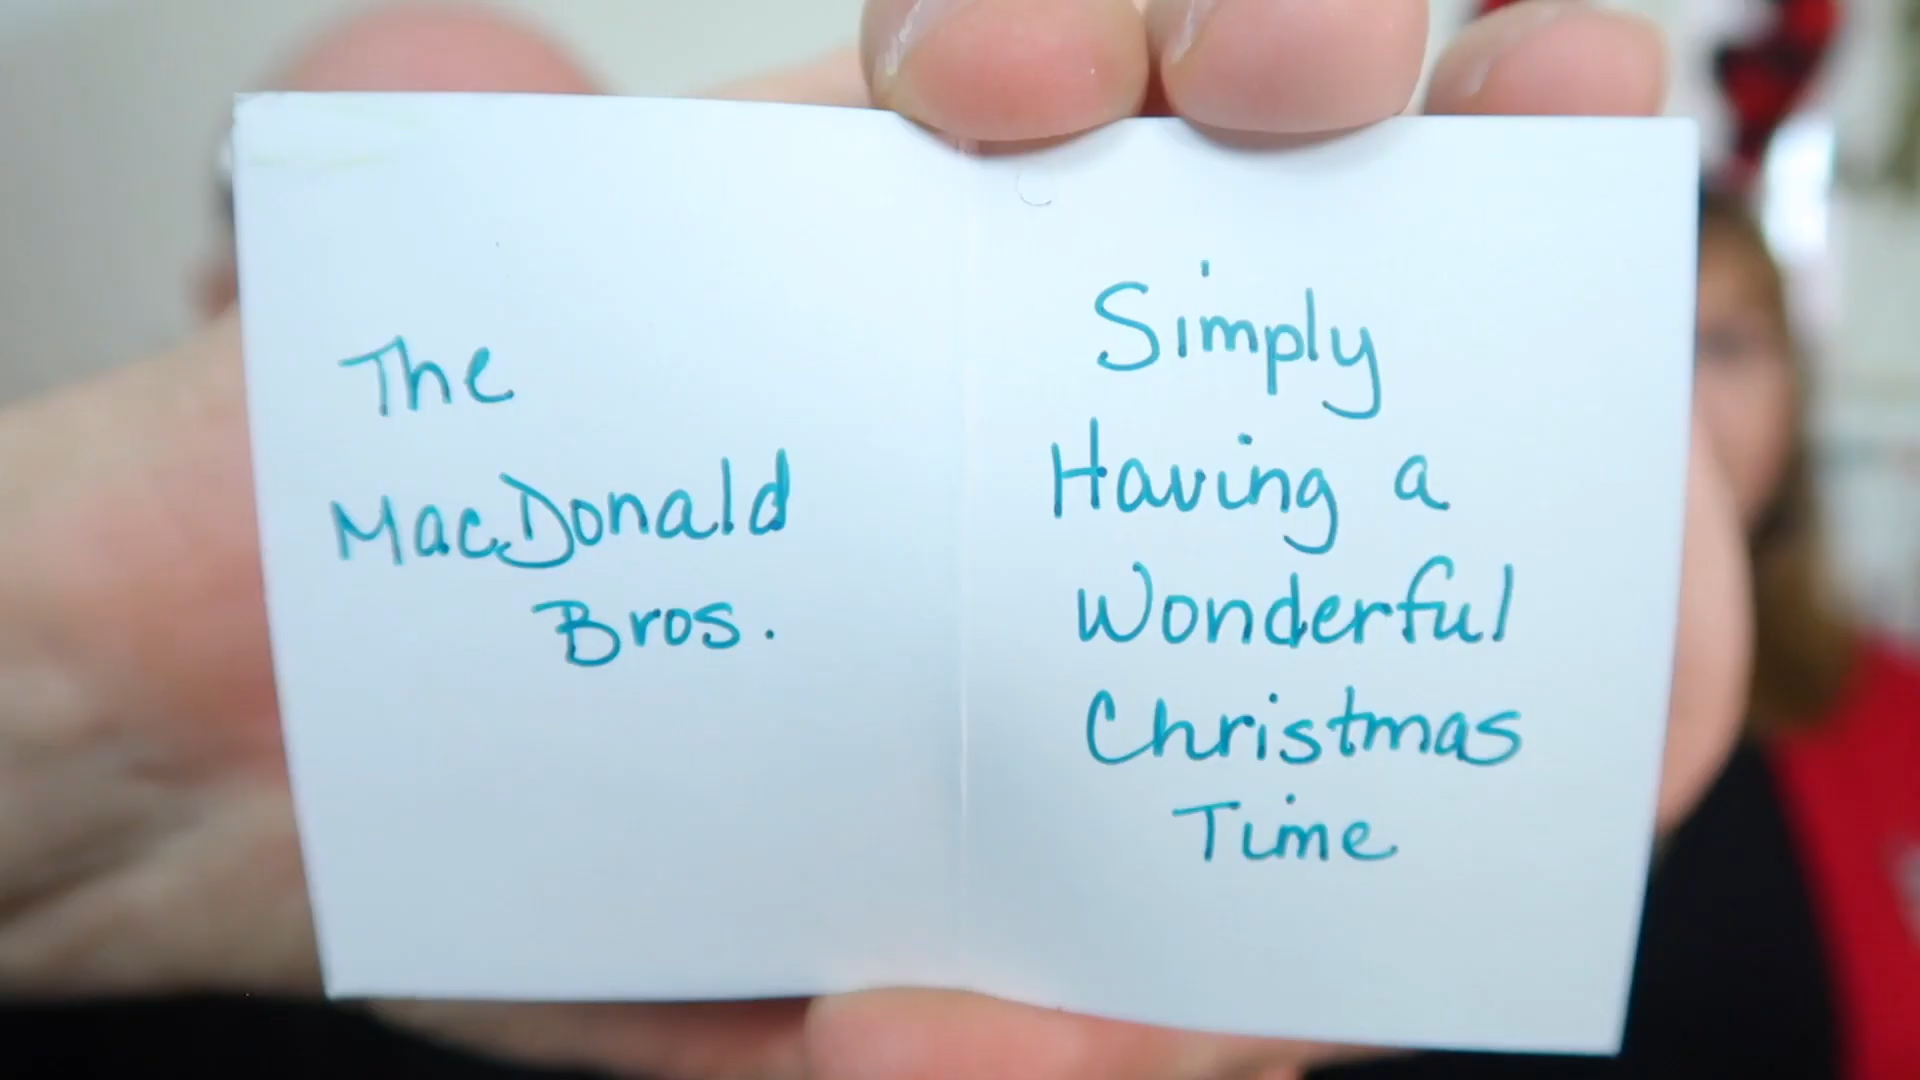 The
MacDonald
Bros.
Simply
Having a
Wonderful
Christmas
Time